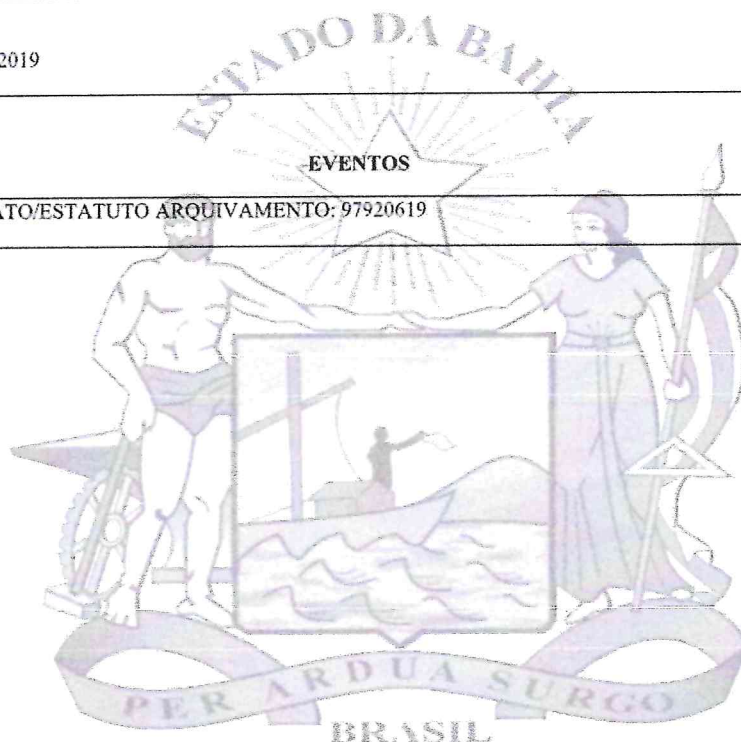 ESTADO DA BAHIA
2019
EVENTOS
ATO/ESTATUTO ARQUIVAMENTO: 97920619
PER ARDUA SURGO
BRASIL